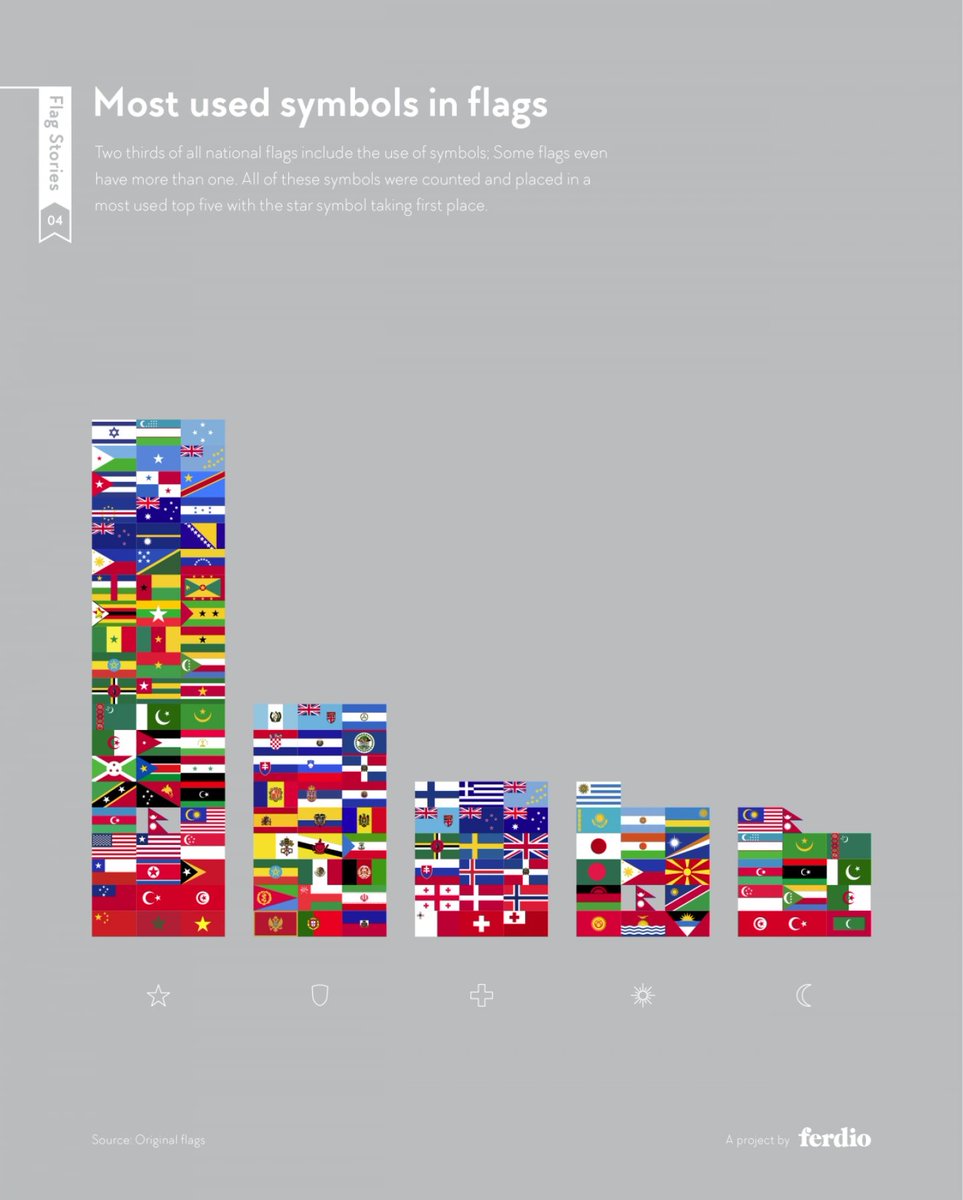 Flag Stories
04
Most used symbols in flags
Two thirds of all national flags include the use of symbols; Some flags even
have more than one. All of these symbols were counted and placed in a
most used top five with the star symbol taking first place.
Source: Original flags
A project by ferdio